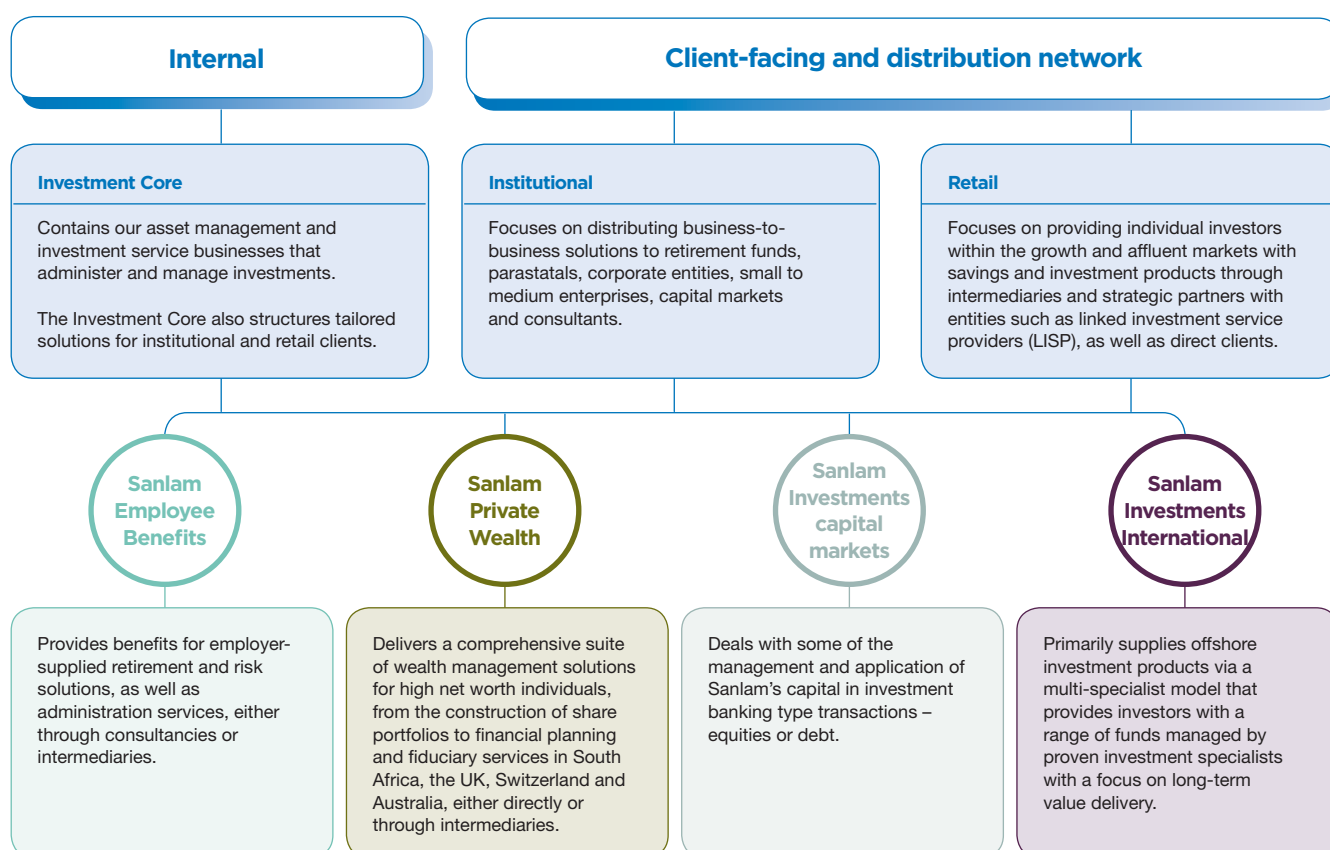 Internal
Client-facing and distribution network
Investment Core
Contains our asset management and
investment service businesses that
administer and manage investments.
The Investment Core also structures tailored
solutions for institutional and retail clients.
Institutional
Focuses on distributing business-to-
business solutions to retirement funds,
parastatals, corporate entities, small to
medium enterprises, capital markets
and consultants.
Retail
Focuses on providing individual investors
within the growth and affluent markets with
savings and investment products through
intermediaries and strategic partners with
entities such as linked investment service
providers (LISP), as well as direct clients.
Sanlam
Employee
Benefits
Sanlam
Private
Wealth
Sanlam
Investments
capital
markets
Sanlam
Investments
International
Provides benefits for employer-
supplied retirement and risk
solutions, as well as
administration services, either
through consultancies or
intermediaries.
Delivers a comprehensive suite
of wealth management solutions
for high net worth individuals,
from the construction of share
portfolios to financial planning
and fiduciary services in South
Africa, the UK, Switzerland and
Australia, either directly or
through intermediaries.
Deals with some of the
management and application of
Sanlam’s capital in investment
banking type transactions –
equities or debt.
Primarily supplies offshore
investment products via a
multi-specialist model that
provides investors with a
range of funds managed by
proven investment specialists
with a focus on long-term
value delivery.